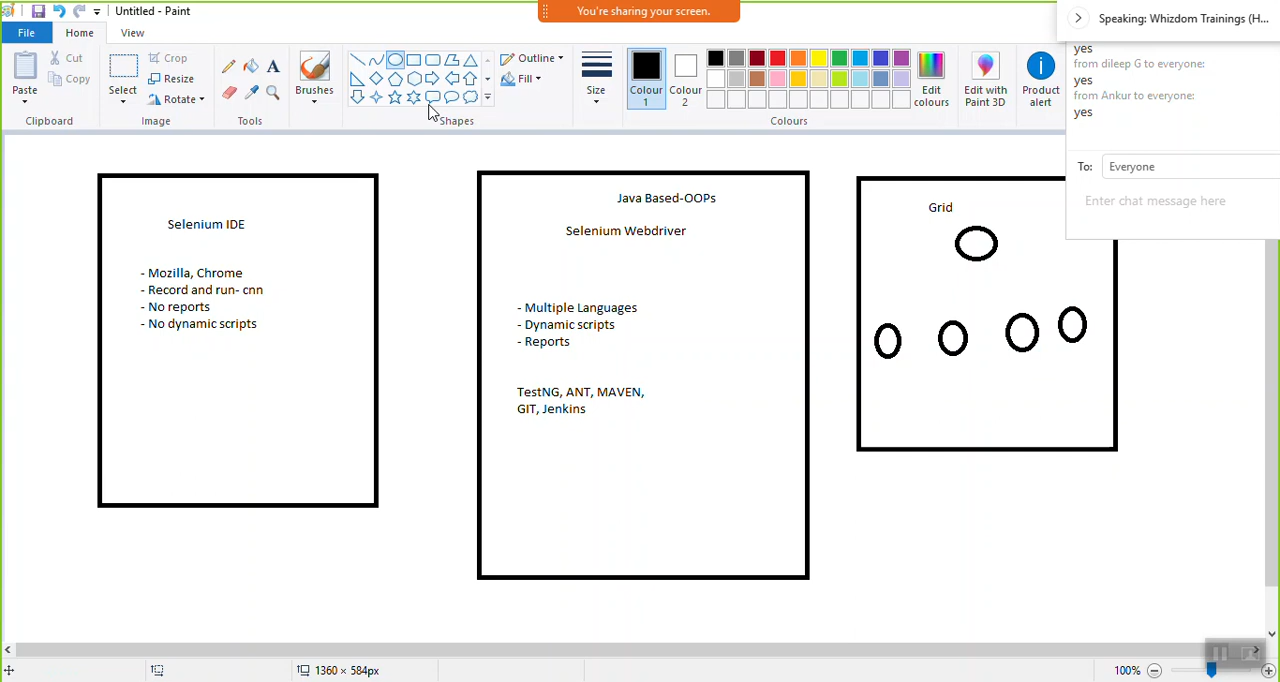 Untitled - Paint
You're sharing your screen.
Speaking: Whizdom Trainings (H...
File
Home
View
Paste
Cut
Copy
Clipboard
Select
Crop
Resize
Rotate
Image
A
Tools
Brushes
Shapes
Outline
Fill
Size
Colour 1
Colour 2
Colours
Edit colours
Edit with Paint 3D
Product alert
yes
from dileep G to everyone:
yes
from Ankur to everyone:
yes
To:
Everyone
Enter chat message here
Selenium IDE
- Mozilla, Chrome
- Record and run- cnn
- No reports
- No dynamic scripts
Java Based-OOPs
Selenium Webdriver
- Multiple Languages
- Dynamic scripts
- Reports
TestNG, ANT, MAVEN,
GIT, Jenkins
Grid
1360 × 584px
100%